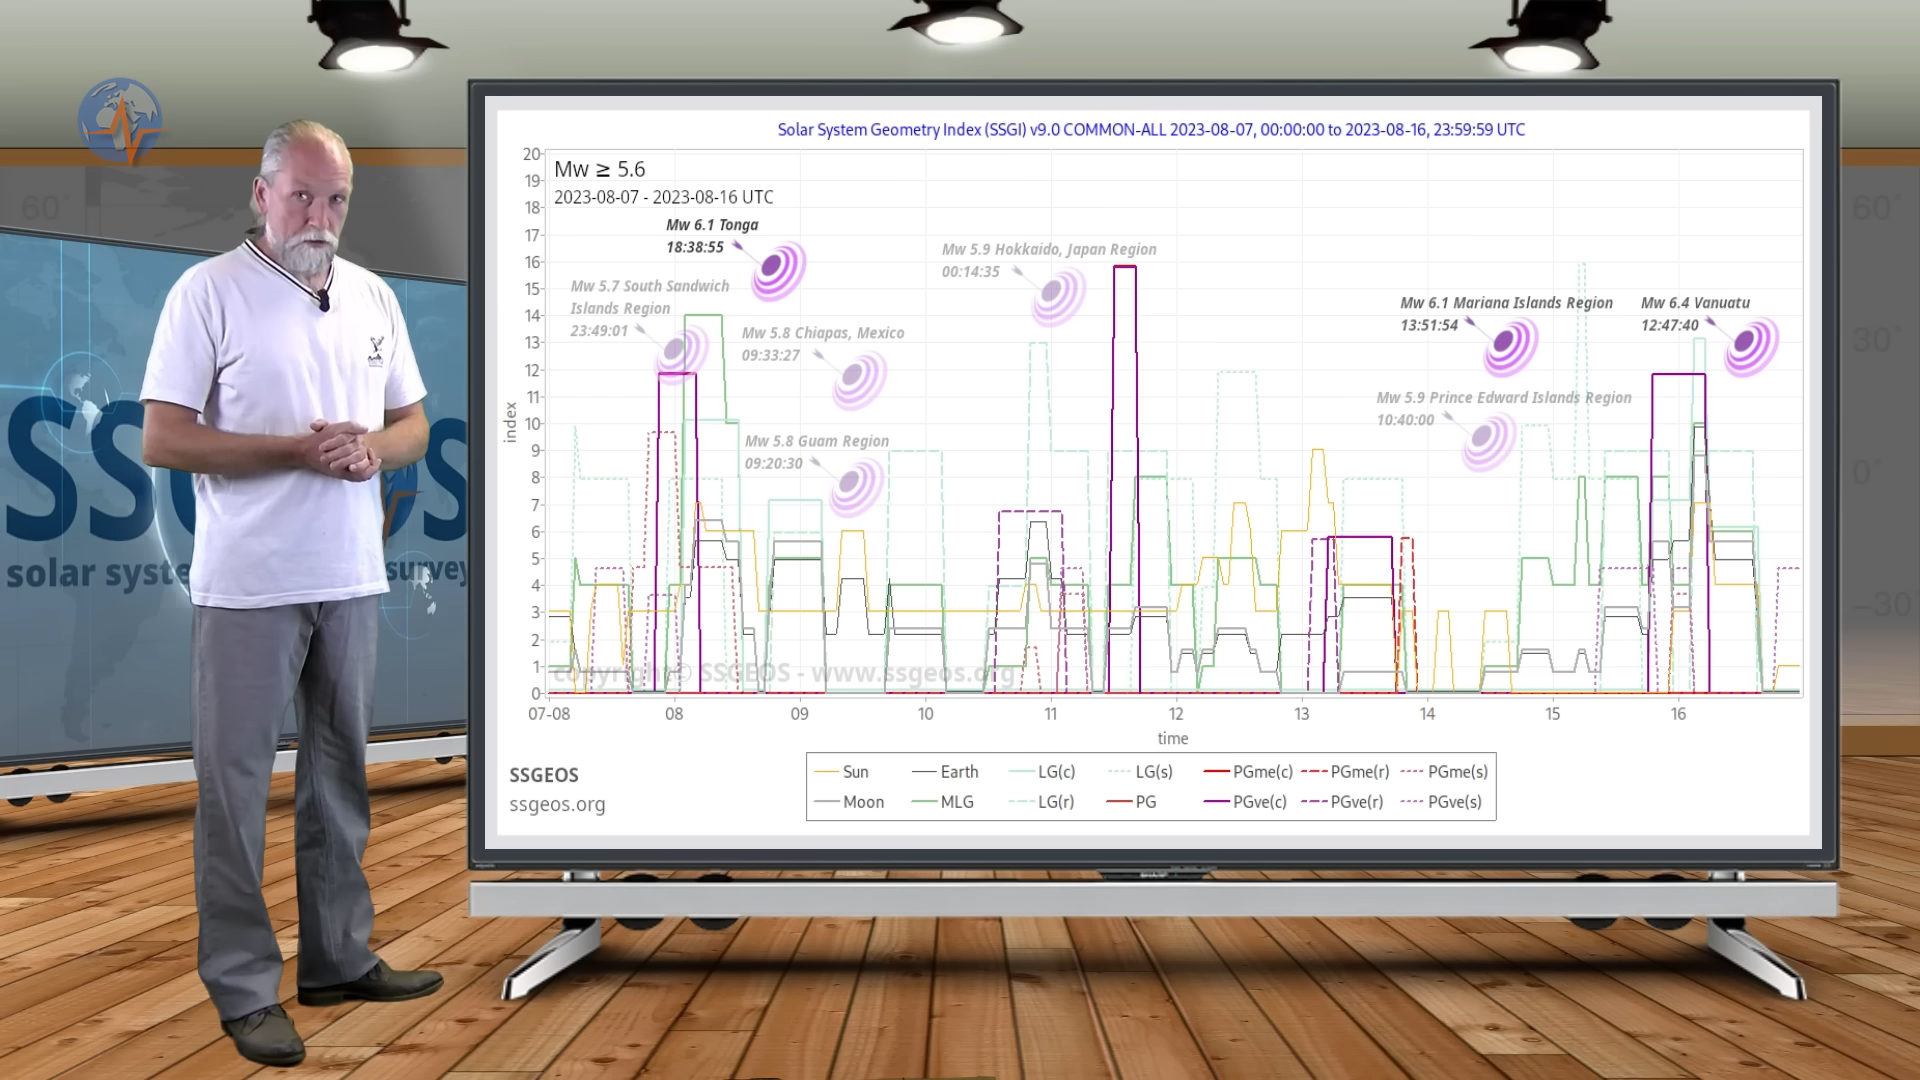 Solar System Geometry Index (SSGI) v9.0 COMMON-ALL 2023-08-07, 00:00:00 to 2023-08-16, 23:59:59 UTC
Mw ≥ 5.6
2023-08-07 - 2023-08-16 UTC
Mw 6.1 Tonga
18:38:55
Mw 5.7 South Sandwich
Islands Region
23:49:01
Mw 5.8 Chiapas, Mexico
09:33:27
Mw 5.8 Guam Region
09:20:30
Mw 5.9 Hokkaido, Japan Region
00:14:35
Mw 6.1 Mariana Islands Region
13:51:54
Mw 6.4 Vanuatu
12:47:40
Mw 5.9 Prince Edward Islands Region
10:40:00
20
19
18
17
16
15
14
13
12
11
10
9
8
7
6
5
4
3
2
1
0
index
copyright © SSGEOS - www.ssgeos.org
07-08 08 09 10 11 12 13 14 15 16
time
SSGEOS
ssgeos.org
Sun Earth LG(c) LG(s) PGme(c) PGme(r) PGme(s)
Moon MLG LG(r) PG PGve(c) PGve(r) PGve(s)
60°
SS S
solar syste survey
60°
30°
0°
-30°
SHARP